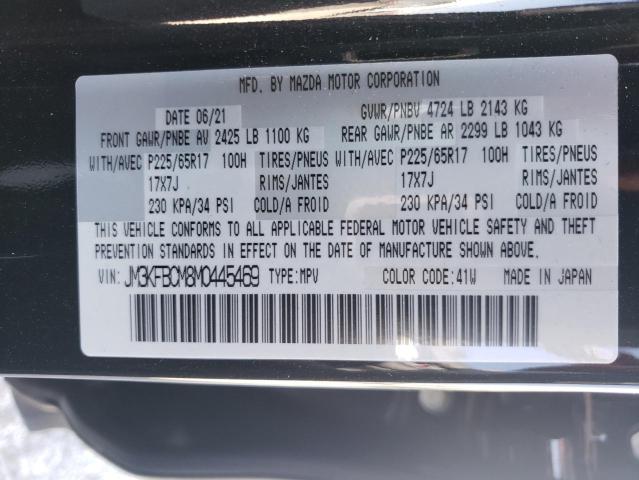 MFD. BY MAZDA MOTOR CORPORATION
DATE 06/21 GVWR/PNBV 4724 LB 2143 KG
FRONT GAWR/PNBE AV 2425 LB 1100 KG REAR GAWR/PNBE AR 2299 LB 1043 KG
WITH/AVEC P225/65R17 100H TIRES/PNEUS WITH/AVEC P225/65R17 100H TIRES/PNEUS
17X7J RIMS/JANTES 17X7J RIMS/JANTES
230 KPA/34 PSI COLD/A FROID 230 KPA/34 PSI COLD/A FROID
THIS VEHICLE CONFORMS TO ALL APPLICABLE FEDERAL MOTOR VEHICLE SAFETY AND THEFT
PREVENTION STANDARDS IN EFFECT ON THE DATE OF MANUFACTURE SHOWN ABOVE.
VIN: JM3KFBCM8M0445469 TYPE:MPV COLOR CODE:41W MADE IN JAPAN